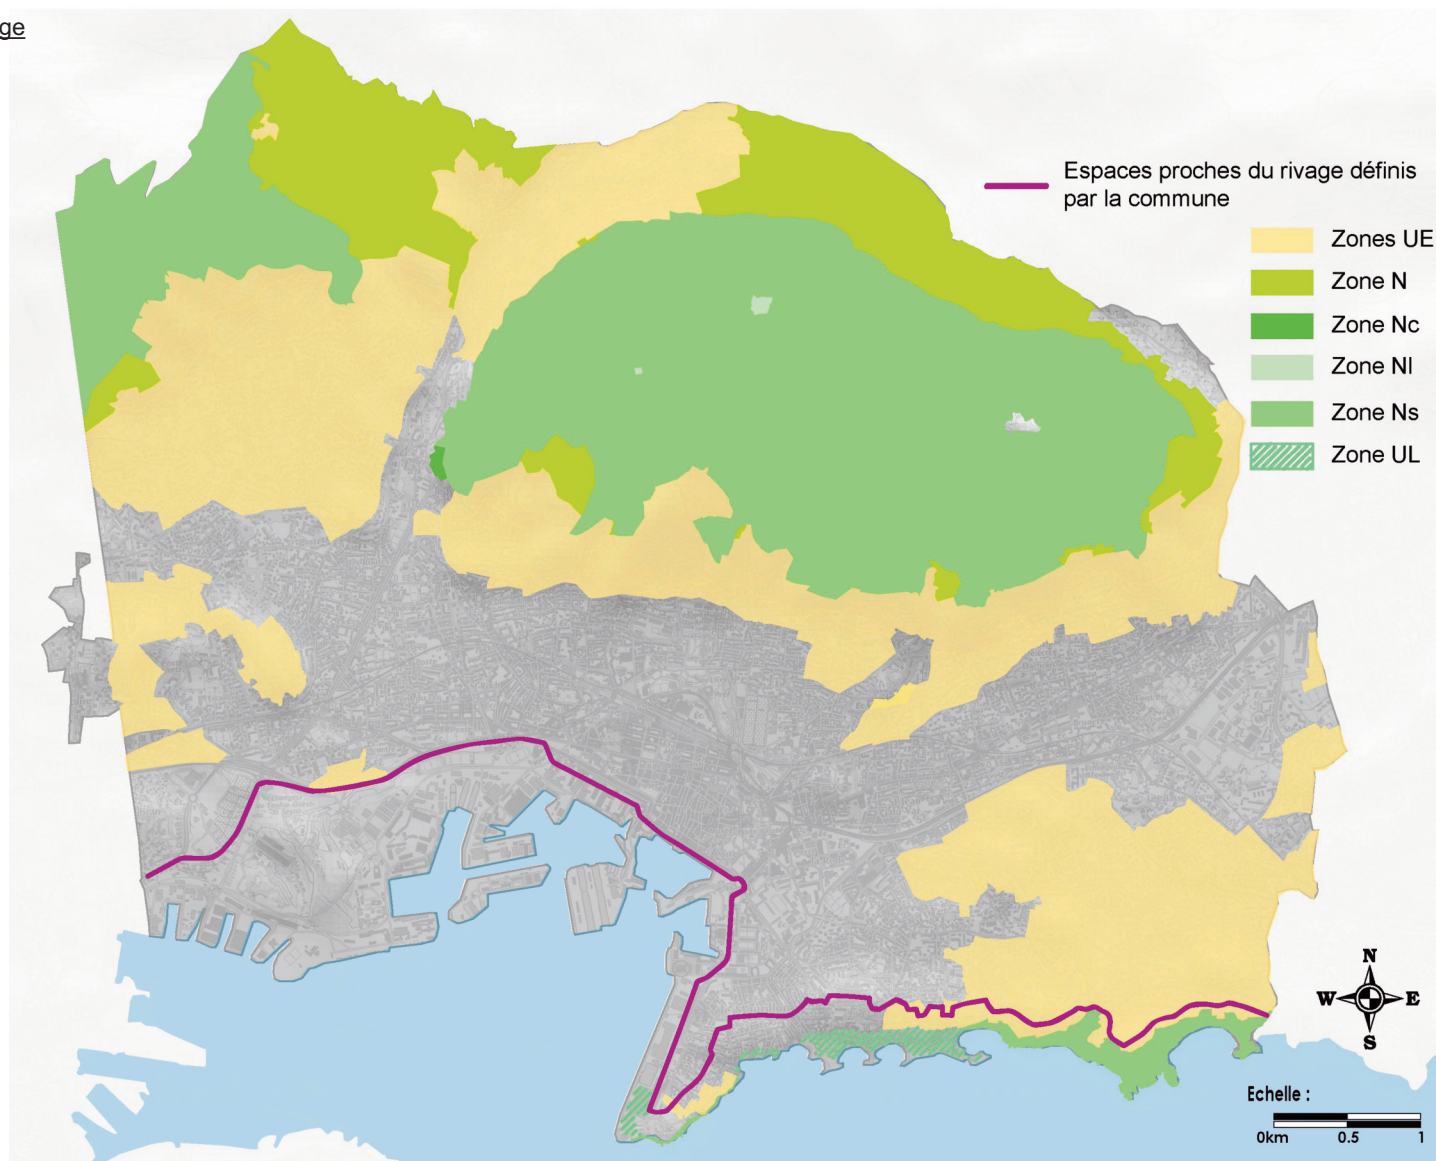 ge
Espaces proches du rivage définis
par la commune
Zones UE
Zone N
Zone Nc
Zone Nl
Zone Ns
Zone UL
N
W E
S
Echelle :
0km 0.5 1